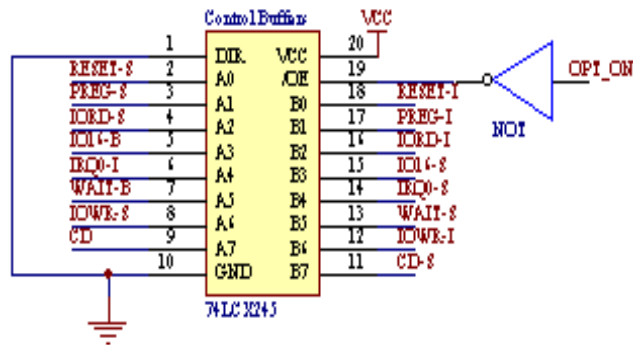 Control Buffers
VCC
1 DIR VCC 20
RESET-S 2 A0 /OE 19 OPT_ON
PREG-S 3 A1 B0 18 RESET-I
IORD-S 4 A2 B1 17 PREG-I
IO16-B 5 A3 B2 16 IORD-I
IRQ0-I 6 A4 B3 15 IO16-S
WAIT-B 7 A5 B4 14 IRQ0-S
IOWR-S 8 A6 B5 13 WAIT-S
CD 9 A7 B6 12 IOWR-I
10 GND B7 11 CD-S
NOT
74LCX245